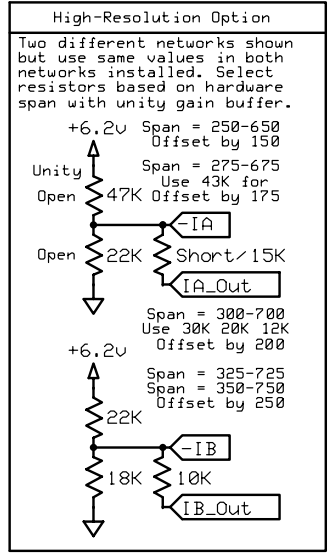 High-Resolution Option
Two different networks shown
but use same values in both
networks installed. Select
resistors based on hardware
span with unity gain buffer.
+6.2v
Span = 250-650
Offset by 150
Span = 275-675
Use 43K for
Offset by 175
Unity
Open
47K
-IA
Open
22K
Short/15K
IA_Out
Span = 300-700
Use 30K 20K 12K
Offset by 200
+6.2v
Span = 325-725
Span = 350-750
Offset by 250
22K
-IB
18K
10K
IB_Out